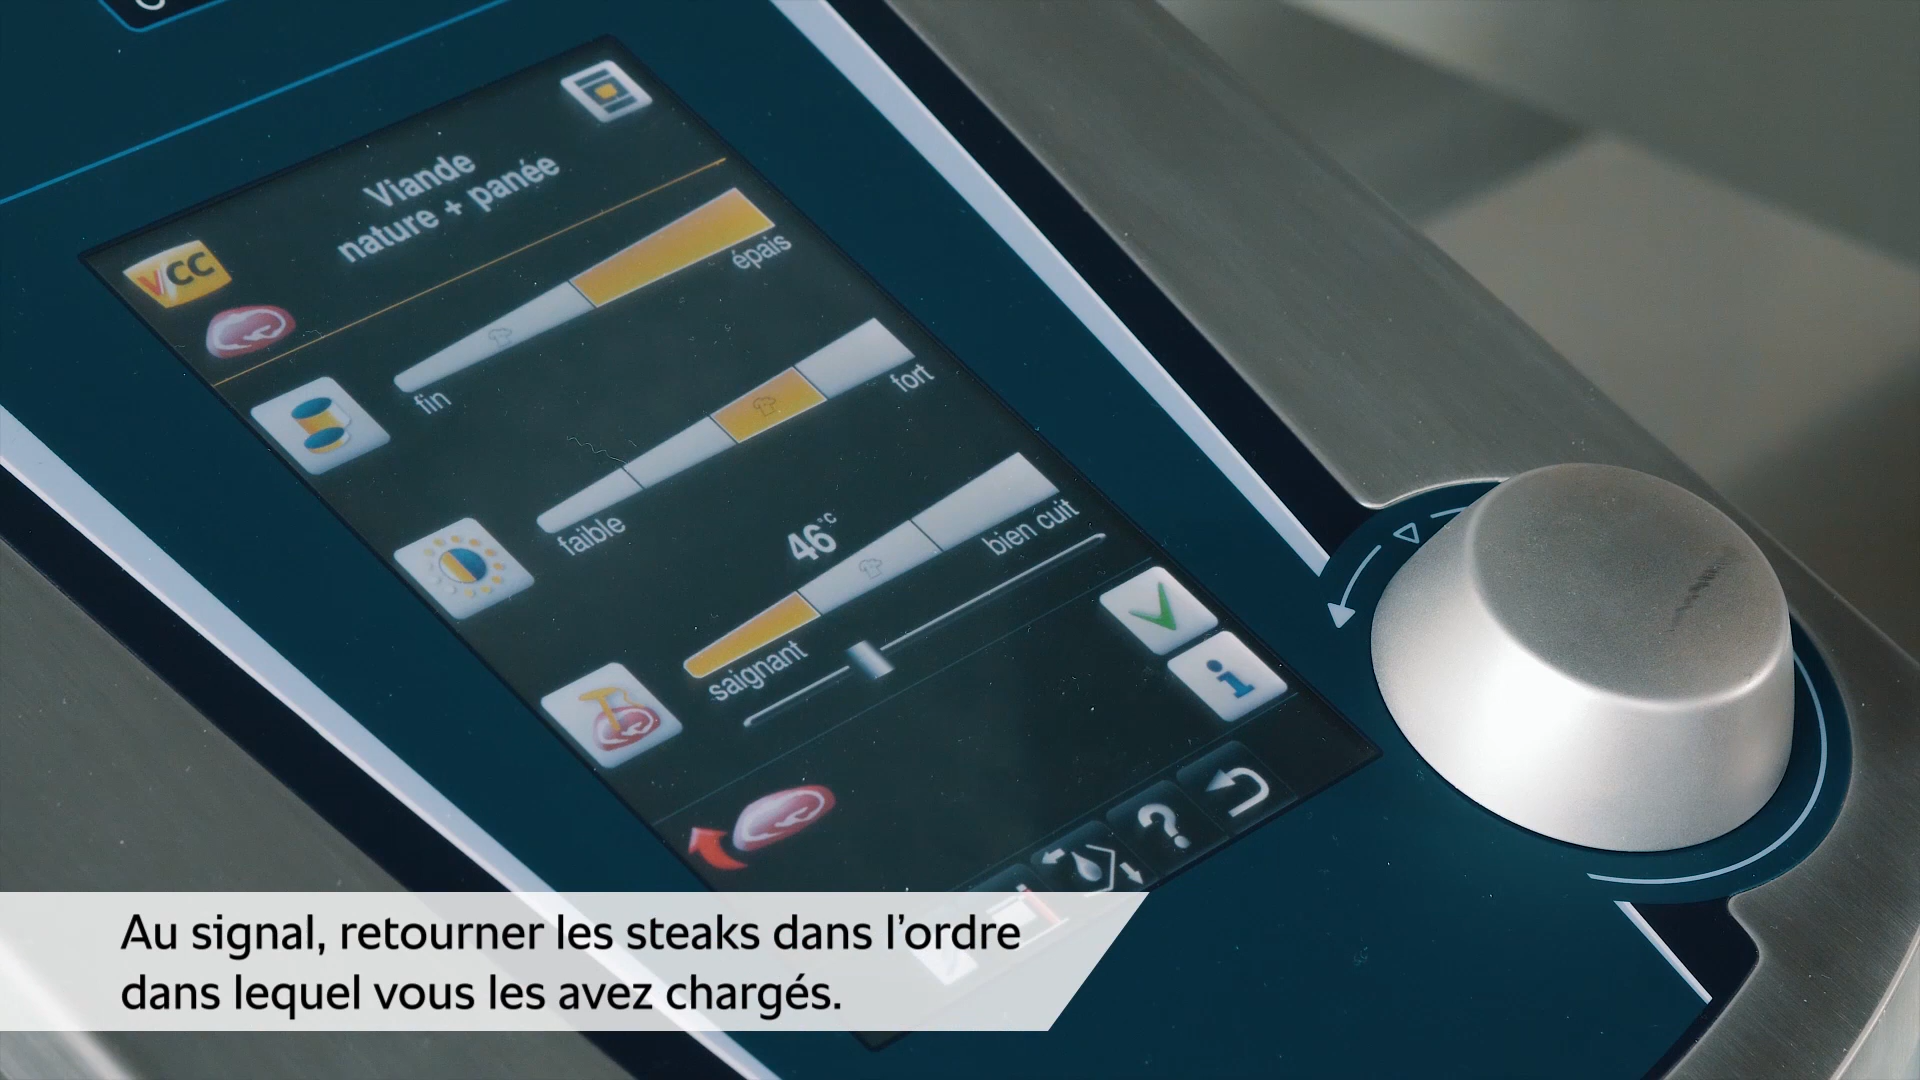 Viande
nature + panée
VCC
épais
fin
fort
faible
46°C
bien cuit
saignant
i
?
Au signal, retourner les steaks dans l’ordre
dans lequel vous les avez chargés.